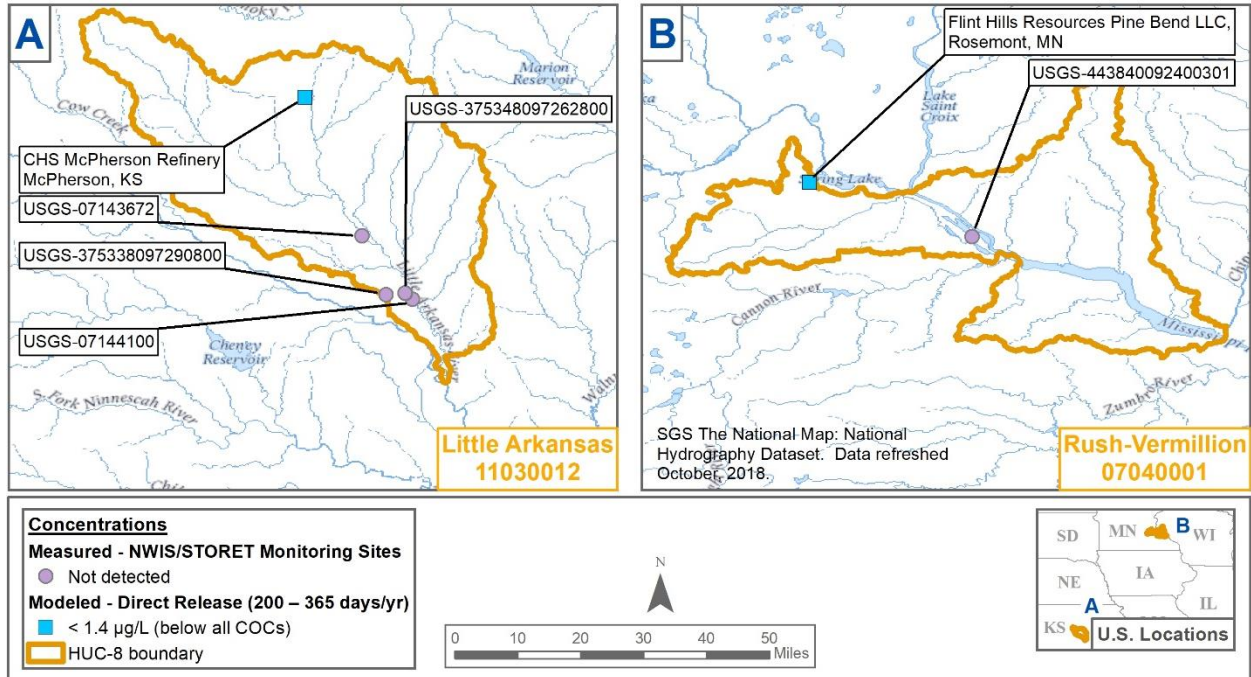 A
Marion
Reservoir
Cow Creek
USGS-375348097262800
CHS McPherson Refinery
McPherson, KS
USGS-07143672
USGS-375338097290800
USGS-07144100
Little Arkansas River
Cheney
Reservoir
Fork Ninnescah River
Waln
Little Arkansas
11030012
B
Flint Hills Resources Pine Bend LLC,
Rosemont, MN
USGS-443840092400301
Lake
Saint
Croix
Spring Lake
Cannon River
Mississippi
Zumbro River
SGS The National Map: National
Hydrography Dataset. Data refreshed
October, 2018.
Rush-Vermillion
07040001
Concentrations
Measured - NWIS/STORET Monitoring Sites
Not detected
Modeled - Direct Release (200 – 365 days/yr)
< 1.4 µg/L (below all COCs)
HUC-8 boundary
N
0 10 20 30 40 50
Miles
SD MN B WI
NE IA
A IL
KS
U.S. Locations